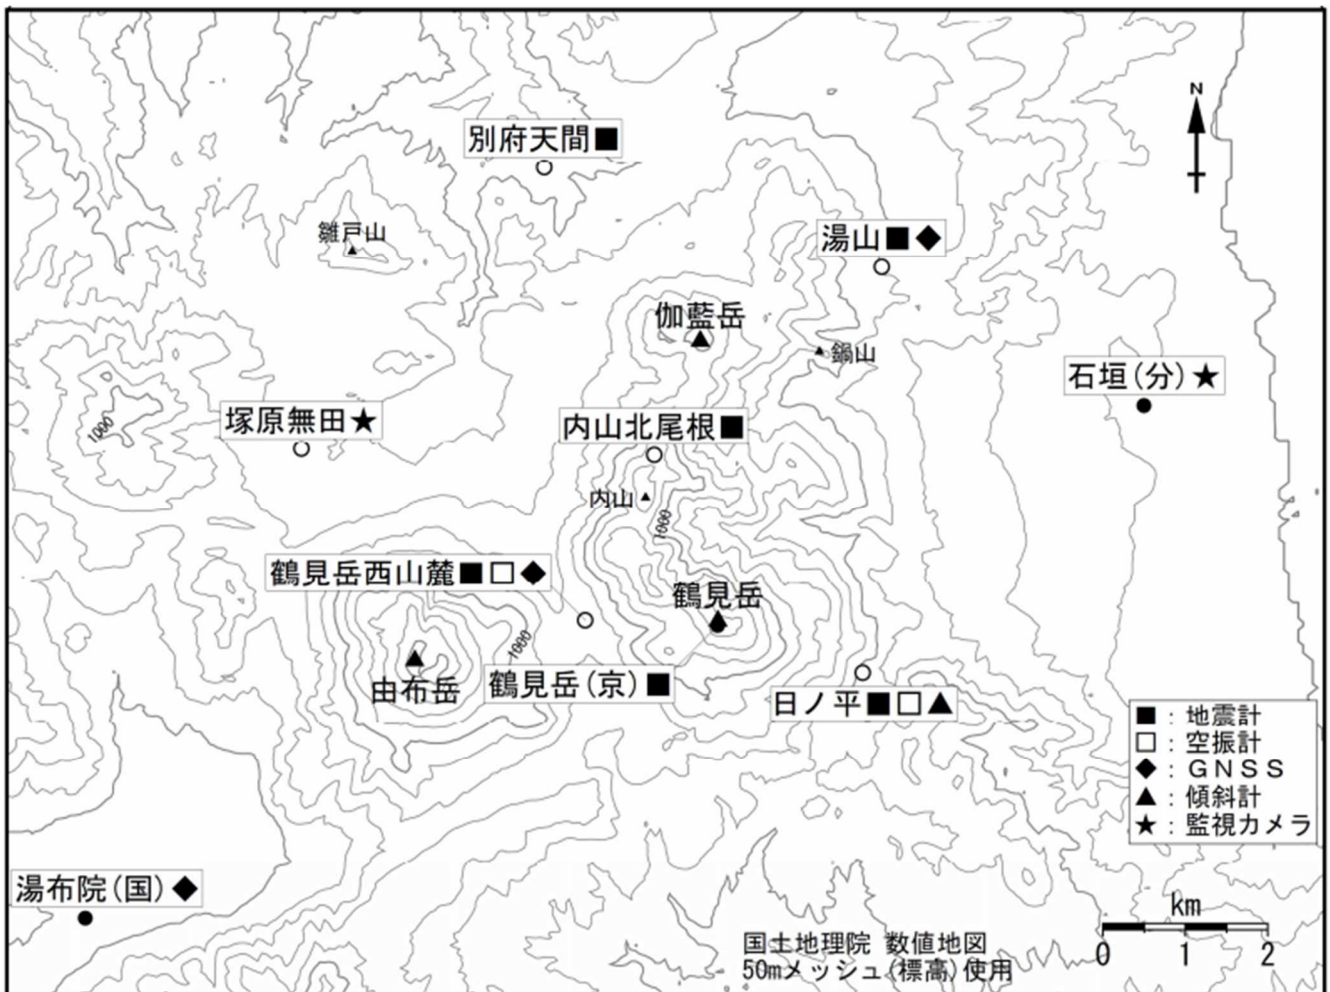 N
別府天間■
雛戸山
湯山■◆
伽藍岳
鍋山
石垣(分)★
塚原無田★
1000
内山北尾根■
内山
1000
鶴見岳西山麓■□◆
鶴見岳
1000
由布岳
鶴見岳(京)■
日ノ平■□▲
■：地震計
□：空振計
◆：ＧＮＳＳ
▲：傾斜計
★：監視カメラ
湯布院(国)◆
km
0 1 2
国土地理院 数値地図
50mメッシュ(標高)使用